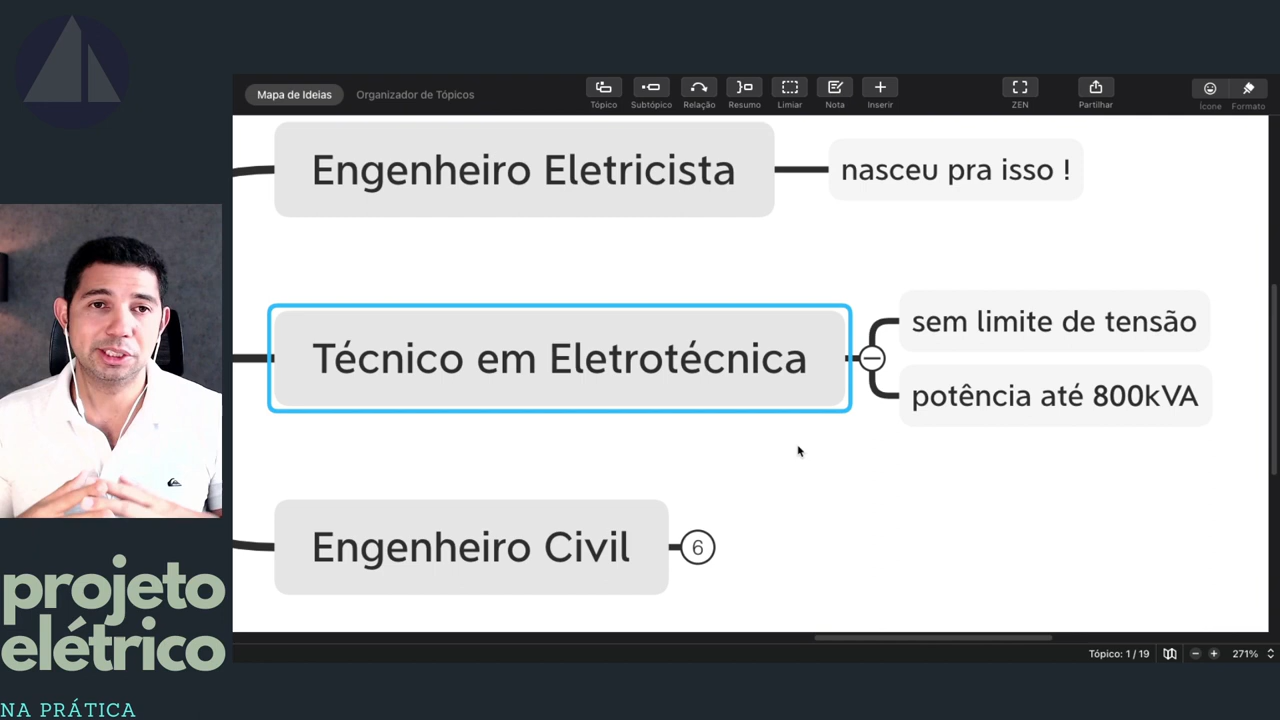 Mapa de Ideias
Organizador de Tópicos
Tópico
Subtópico
Relação
Resumo
Limiar
Nota
Inserir
ZEN
Partilhar
Ícone
Formato
Engenheiro Eletricista
nasceu pra isso !
Técnico em Eletrotécnica
sem limite de tensão
potência até 800kVA
Engenheiro Civil
6
projeto
elétrico
NA PRÁTICA
Tópico: 1 / 19
271%